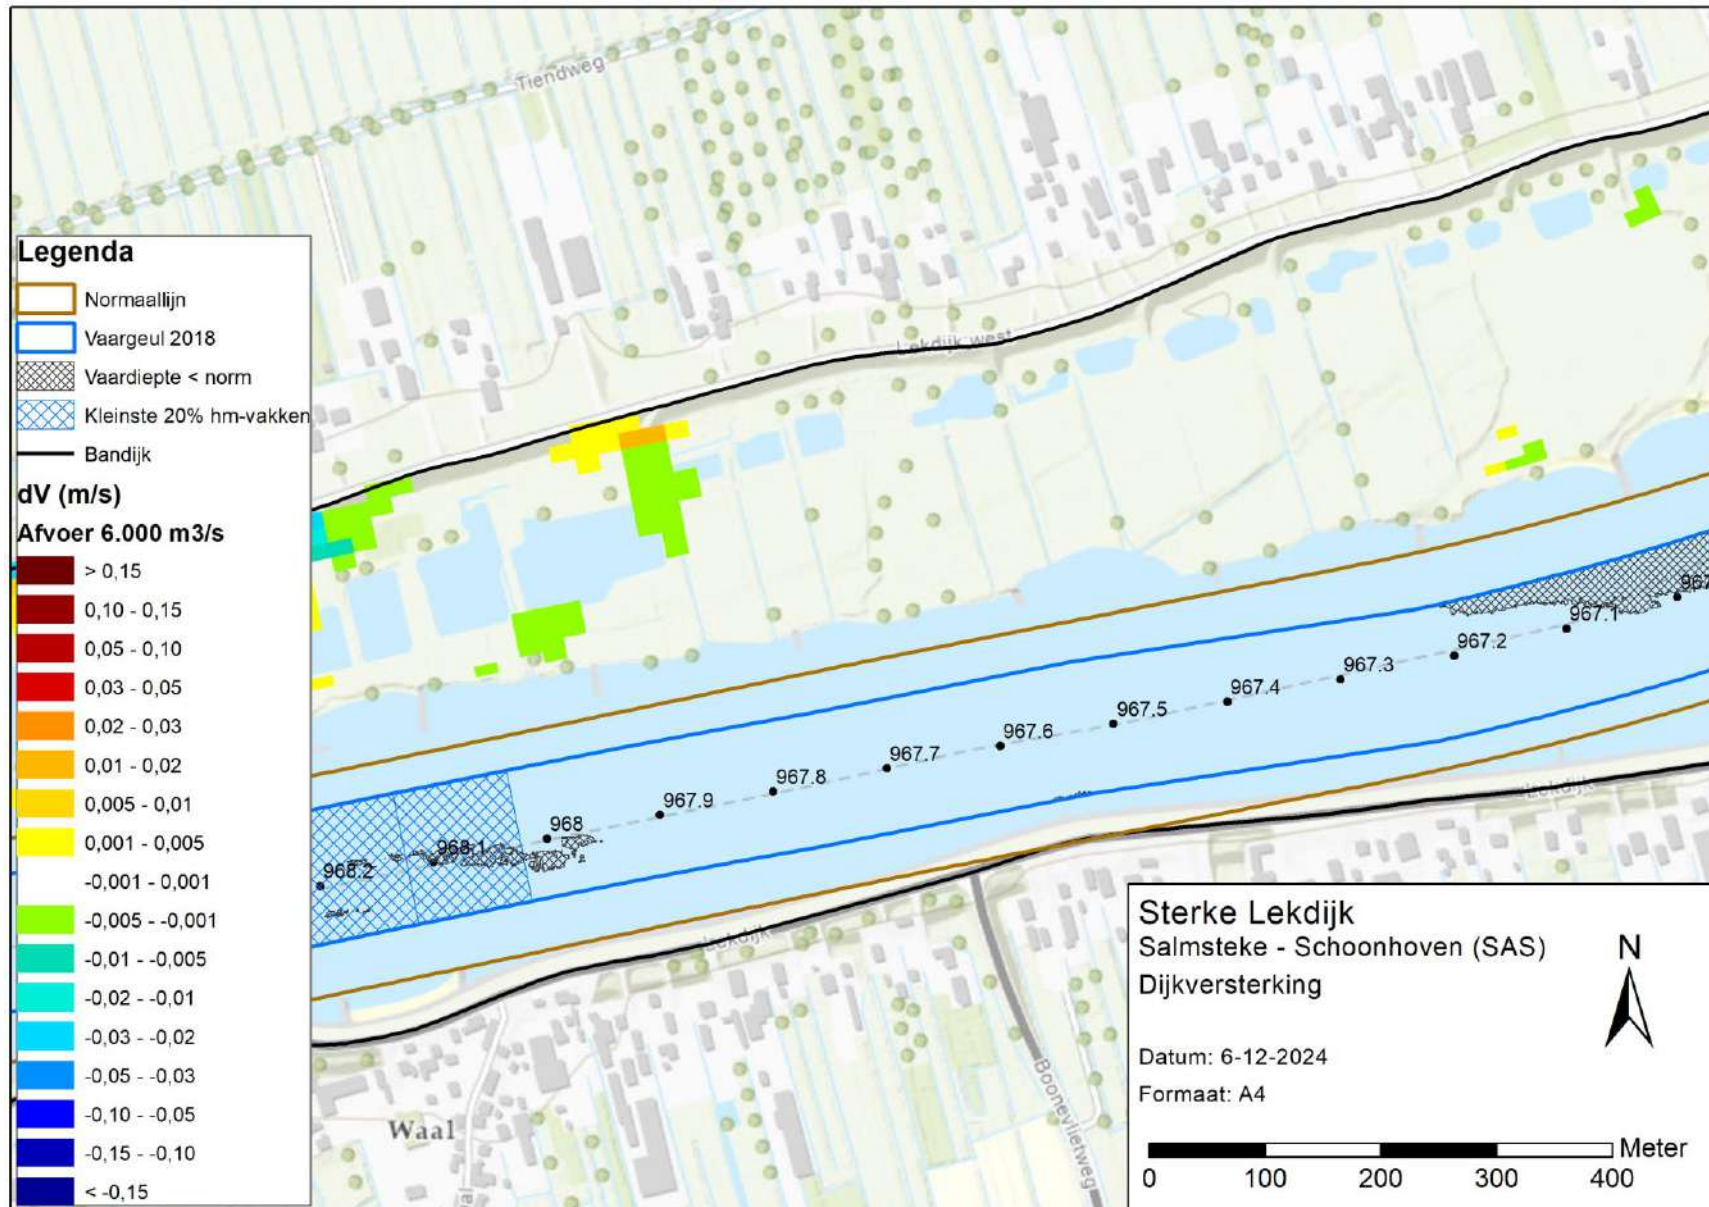 Tiendweg
Lekdijk west
Legenda
Normaallijn
Vaargeul 2018
Vaardiepte < norm
Kleinste 20% hm-vakken
Bandijk
dV (m/s)
Afvoer 6.000 m3/s
> 0,15
0,10 - 0,15
0,05 - 0,10
0,03 - 0,05
0,02 - 0,03
0,01 - 0,02
0,005 - 0,01
0,001 - 0,005
-0,001 - 0,001
-0,005 - -0,001
-0,01 - -0,005
-0,02 - -0,01
-0,03 - -0,02
-0,05 - -0,03
-0,10 - -0,05
-0,15 - -0,10
< -0,15
967
967.1
967.2
967.3
967.4
967.5
967.6
967.7
967.8
967.9
968
968.1
968.2
Lekdijk
Lekdijk
Boonevlietweg
Waal
Sterke Lekdijk
Salmsteke - Schoonhoven (SAS)
Dijkversterking
N
Datum: 6-12-2024
Formaat: A4
Meter
0 100 200 300 400